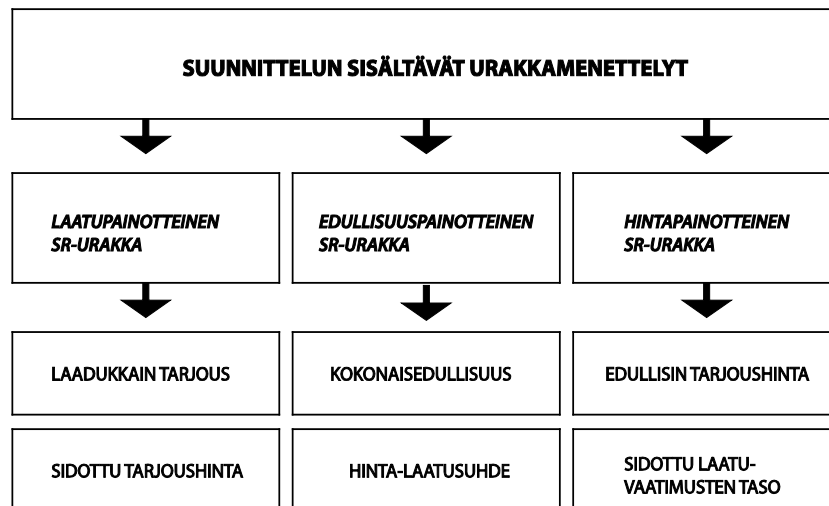 SUUNNITTELUN SISÄLTÄVÄT URAKKAMENETTELYT
LAATUPAINOTTEINEN
SR-URAKKA
EDULLISUUSPAINOTTEINEN
SR-URAKKA
HINTAPAINOTTEINEN
SR-URAKKA
LAADUKKAIN TARJOUS
KOKONAISEDULLISUUS
EDULLISIN TARJOUSHINTA
SIDOTTU TARJOUSHINTA
HINTA-LAATUSUHDE
SIDOTTU LAATU-
VAATIMUSTEN TASO